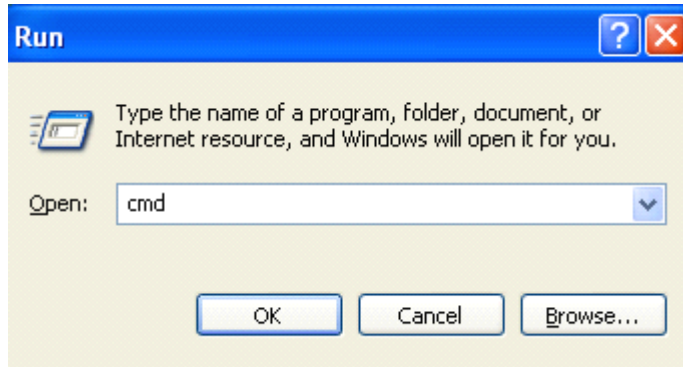 Run
Type the name of a program, folder, document, or
Internet resource, and Windows will open it for you.
Open: cmd
OK Cancel Browse...